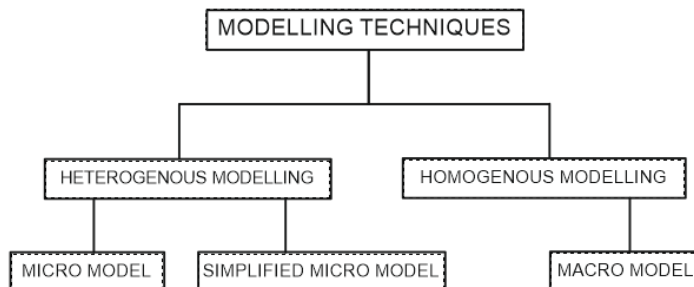 MODELLING TECHNIQUES
HETEROGENOUS MODELLING
HOMOGENOUS MODELLING
MICRO MODEL
SIMPLIFIED MICRO MODEL
MACRO MODEL